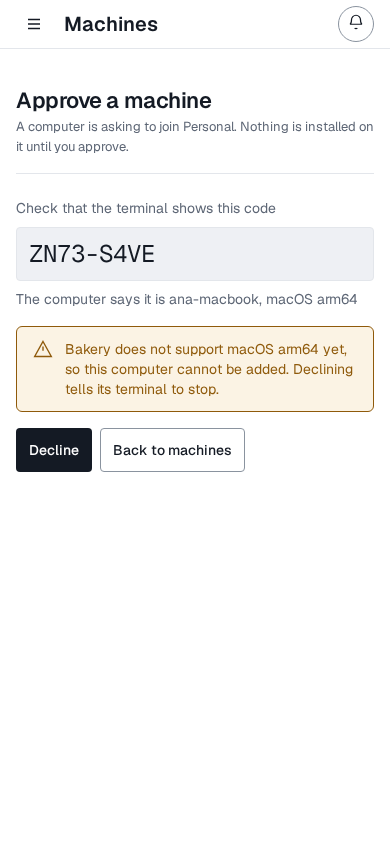 Machines
Approve a machine
A computer is asking to join Personal. Nothing is installed on
it until you approve.
Check that the terminal shows this code
ZN73-S4VE
The computer says it is ana-macbook, macOS arm64
Bakery does not support macOS arm64 yet,
so this computer cannot be added. Declining
tells its terminal to stop.
Decline
Back to machines